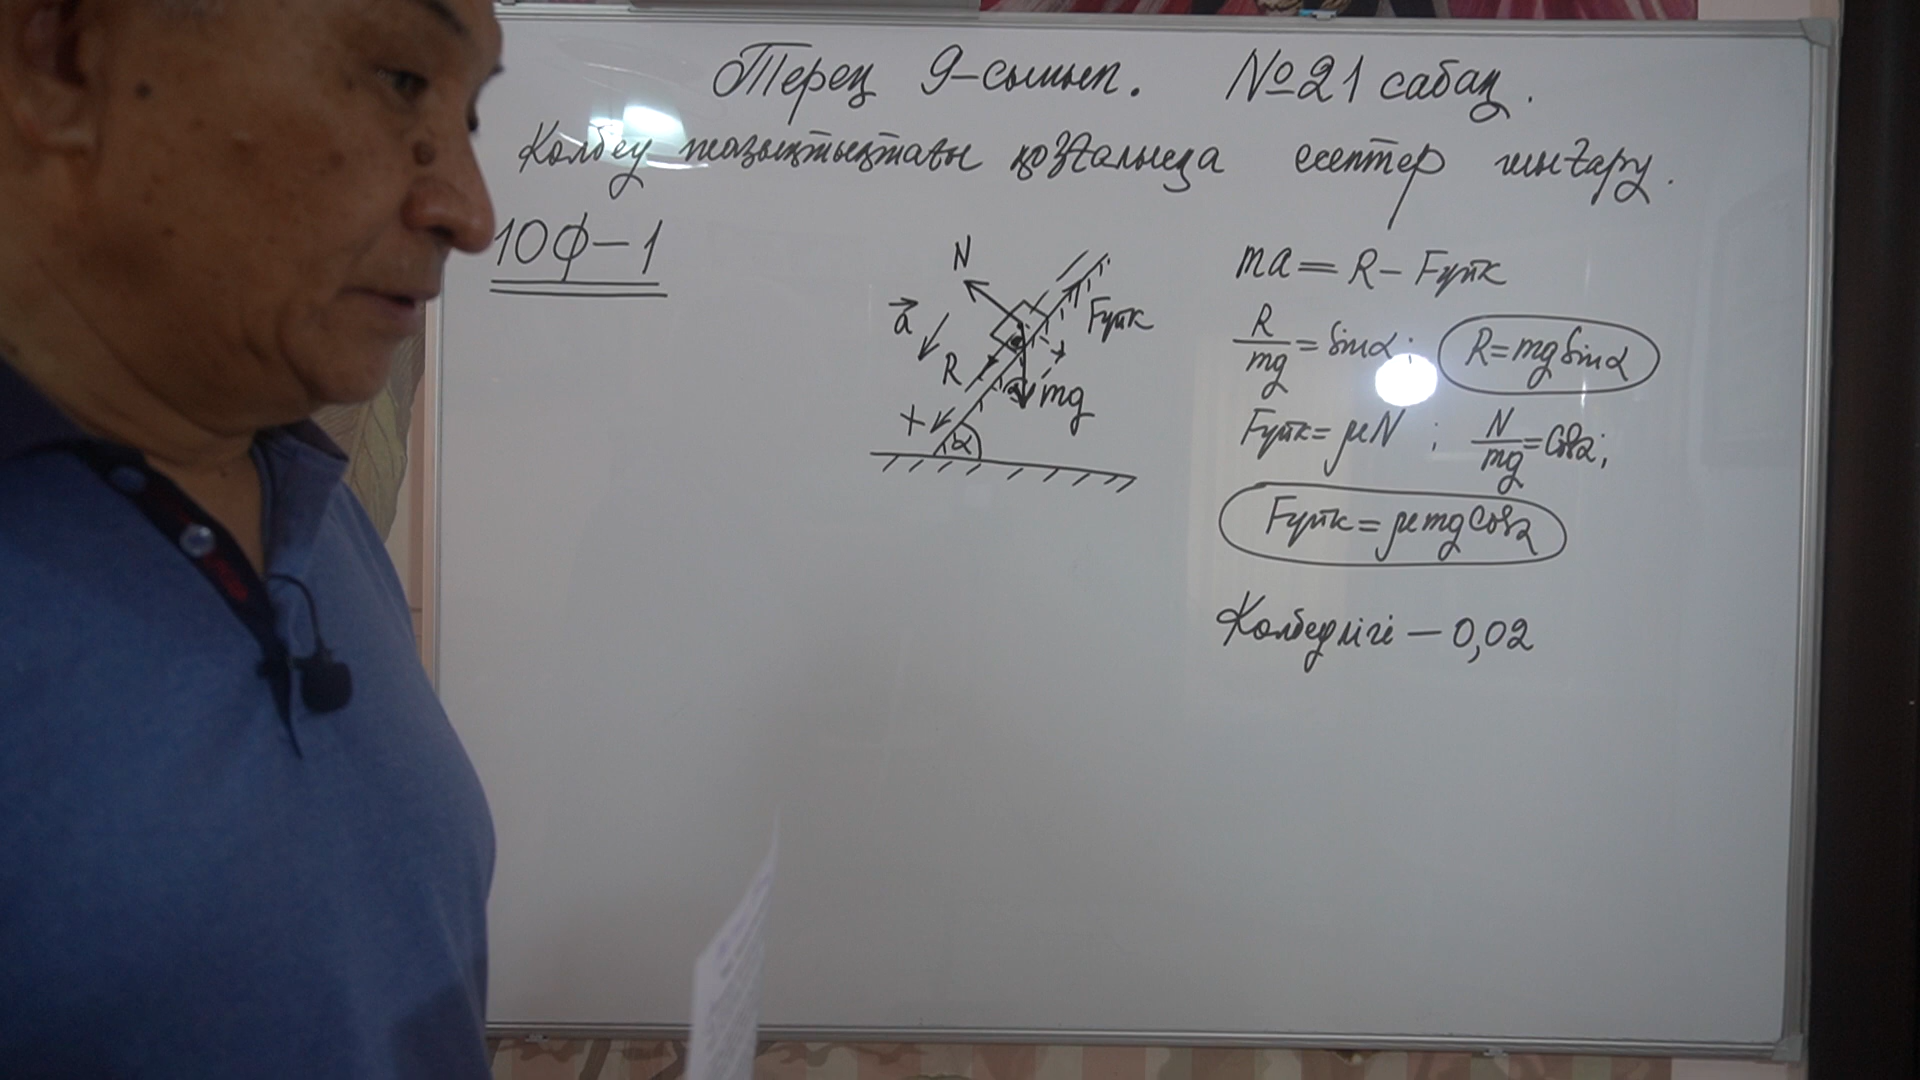 Терең 9-сынып. №21 сабақ.
Көлбеу жазықтықтағы қозғалысқа есептер шығару.
10Ф-1
N
a
Fүйк
R
mg
α
x
α
ma = R - Fүйк
R/mg = sinα; R = mg sinα
Fүйк = μN ; N/mg = cosα;
Fүйк = μmg cosα
Көлбеулігі - 0,02